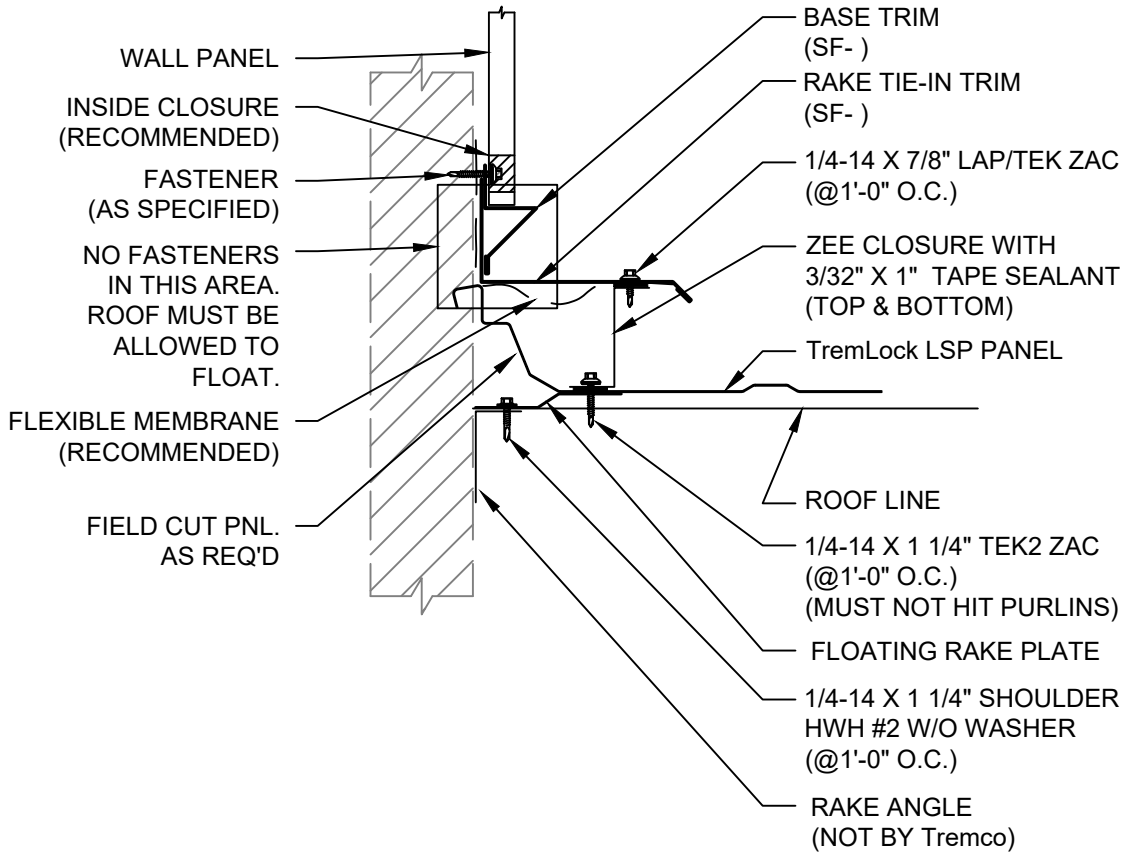 WALL PANEL
INSIDE CLOSURE
(RECOMMENDED)
FASTENER
(AS SPECIFIED)
NO FASTENERS
IN THIS AREA.
ROOF MUST BE
ALLOWED TO
FLOAT.
FLEXIBLE MEMBRANE
(RECOMMENDED)
FIELD CUT PNL.
AS REQ'D
BASE TRIM
(SF- )
RAKE TIE-IN TRIM
(SF- )
1/4-14 X 7/8" LAP/TEK ZAC
(@1'-0" O.C.)
ZEE CLOSURE WITH
3/32" X 1" TAPE SEALANT
(TOP & BOTTOM)
TremLock LSP PANEL
ROOF LINE
1/4-14 X 1 1/4" TEK2 ZAC
(@1'-0" O.C.)
(MUST NOT HIT PURLINS)
FLOATING RAKE PLATE
1/4-14 X 1 1/4" SHOULDER
HWH #2 W/O WASHER
(@1'-0" O.C.)
RAKE ANGLE
(NOT BY Tremco)